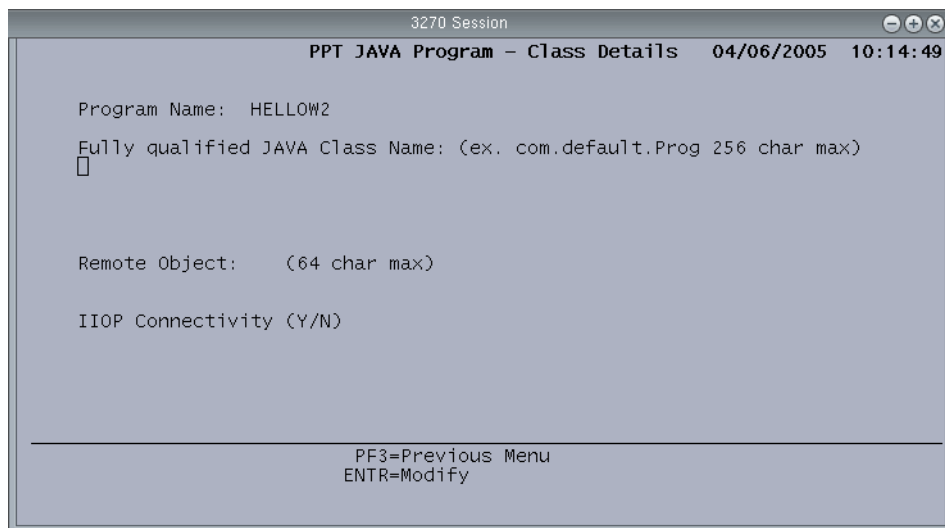 3270 Session
PPT JAVA Program – Class Details 04/06/2005 10:14:49
Program Name: HELLOW2
Fully qualified JAVA Class Name: (ex. com.default.Prog 256 char max)
Remote Object: (64 char max)
IIOP Connectivity (Y/N)
PF3=Previous Menu
ENTR=Modify